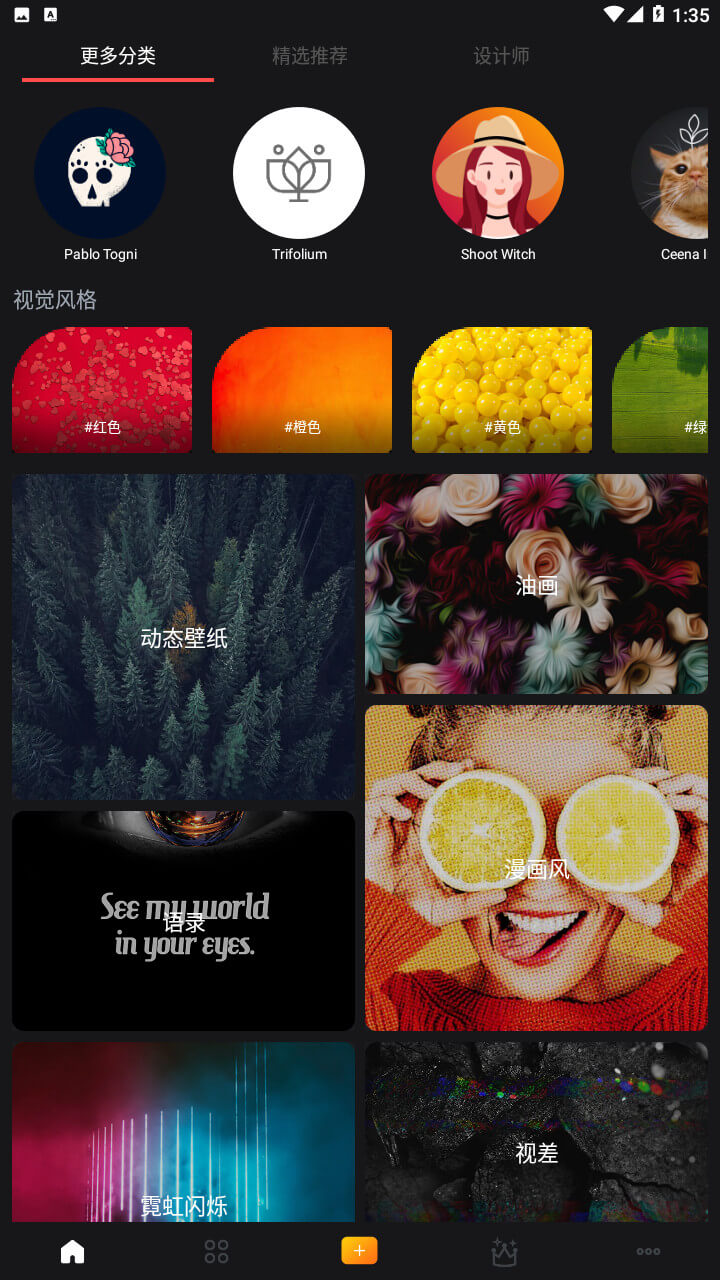 1:35
更多分类
精选推荐
设计师
Pablo Togni
Trifolium
Shoot Witch
Ceena I
视觉风格
#红色
#橙色
#黄色
#绿
动态壁纸
油画
漫画风
See my world
in your eyes.
语录
霓虹闪烁
视差